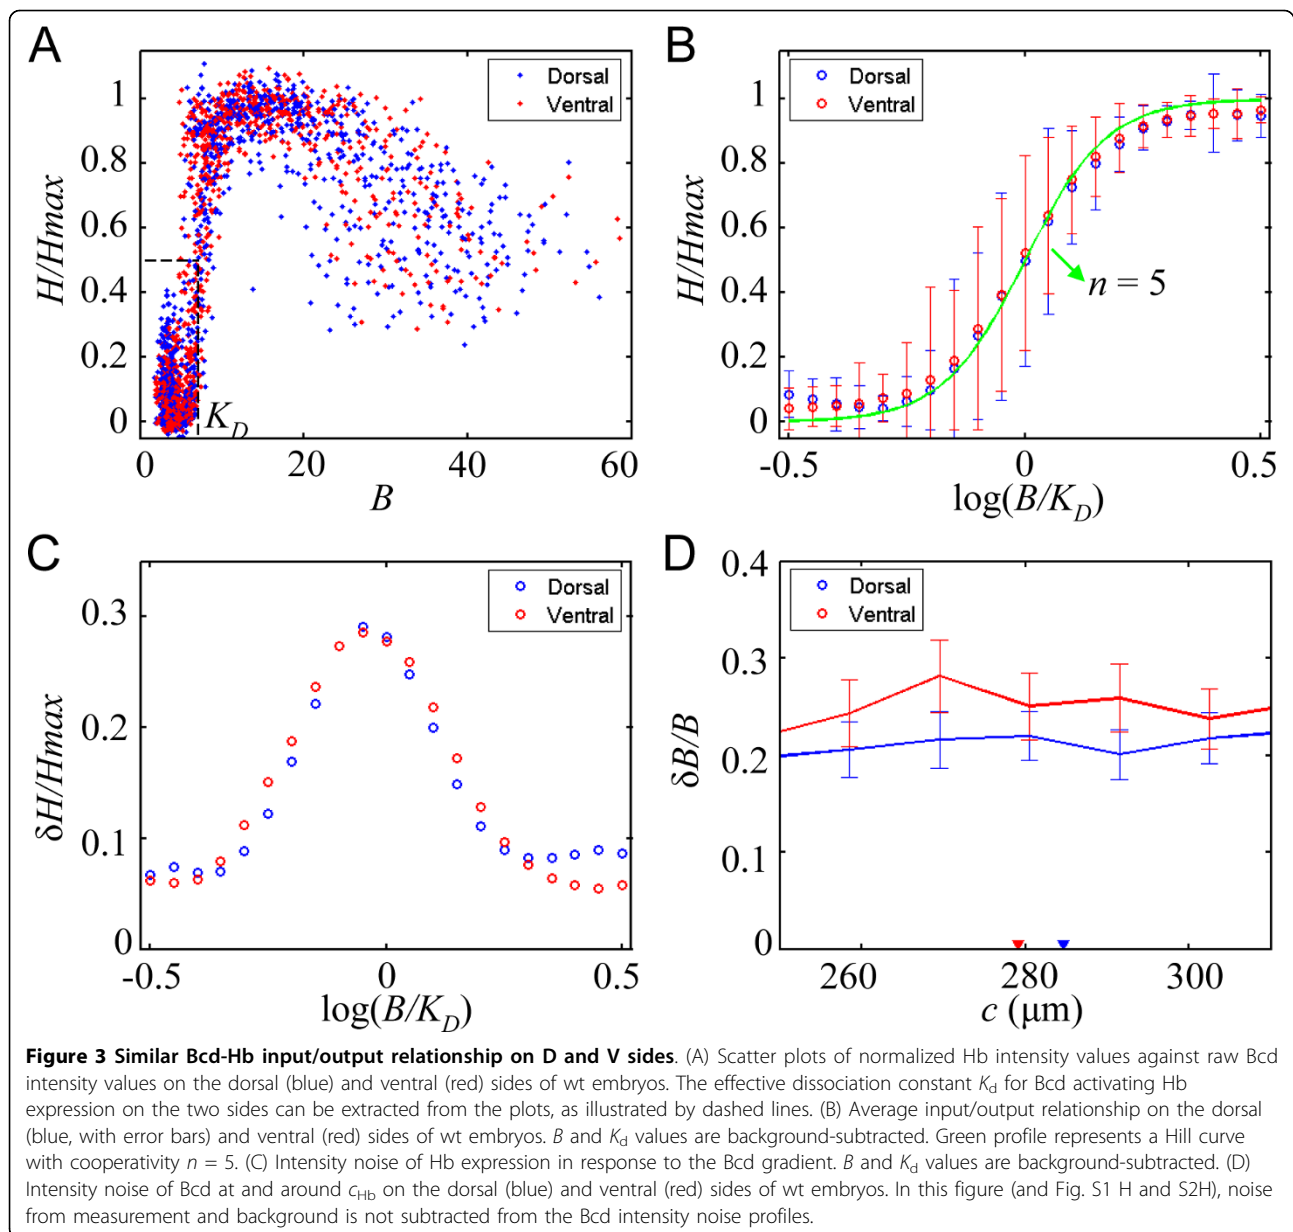 A
Dorsal
Ventral
H/Hmax
1
0.8
0.6
0.4
0.2
0
K_D
0 20 40 60
B
B
Dorsal
Ventral
H/Hmax
1
0.8
0.6
0.4
0.2
0
n = 5
-0.5 0 0.5
log(B/K_D)
C
Dorsal
Ventral
δH/Hmax
0.3
0.2
0.1
0
-0.5 0 0.5
log(B/K_D)
D
Dorsal
Ventral
δB/B
0.4
0.3
0.2
0.1
0
260 280 300
c (μm)
Figure 3 Similar Bcd-Hb input/output relationship on D and V sides. (A) Scatter plots of normalized Hb intensity values against raw Bcd
intensity values on the dorsal (blue) and ventral (red) sides of wt embryos. The effective dissociation constant K_d for Bcd activating Hb
expression on the two sides can be extracted from the plots, as illustrated by dashed lines. (B) Average input/output relationship on the dorsal
(blue, with error bars) and ventral (red) sides of wt embryos. B and K_d values are background-subtracted. Green profile represents a Hill curve
with cooperativity n = 5. (C) Intensity noise of Hb expression in response to the Bcd gradient. B and K_d values are background-subtracted. (D)
Intensity noise of Bcd at and around c_Hb on the dorsal (blue) and ventral (red) sides of wt embryos. In this figure (and Fig. S1 H and S2H), noise
from measurement and background is not subtracted from the Bcd intensity noise profiles.